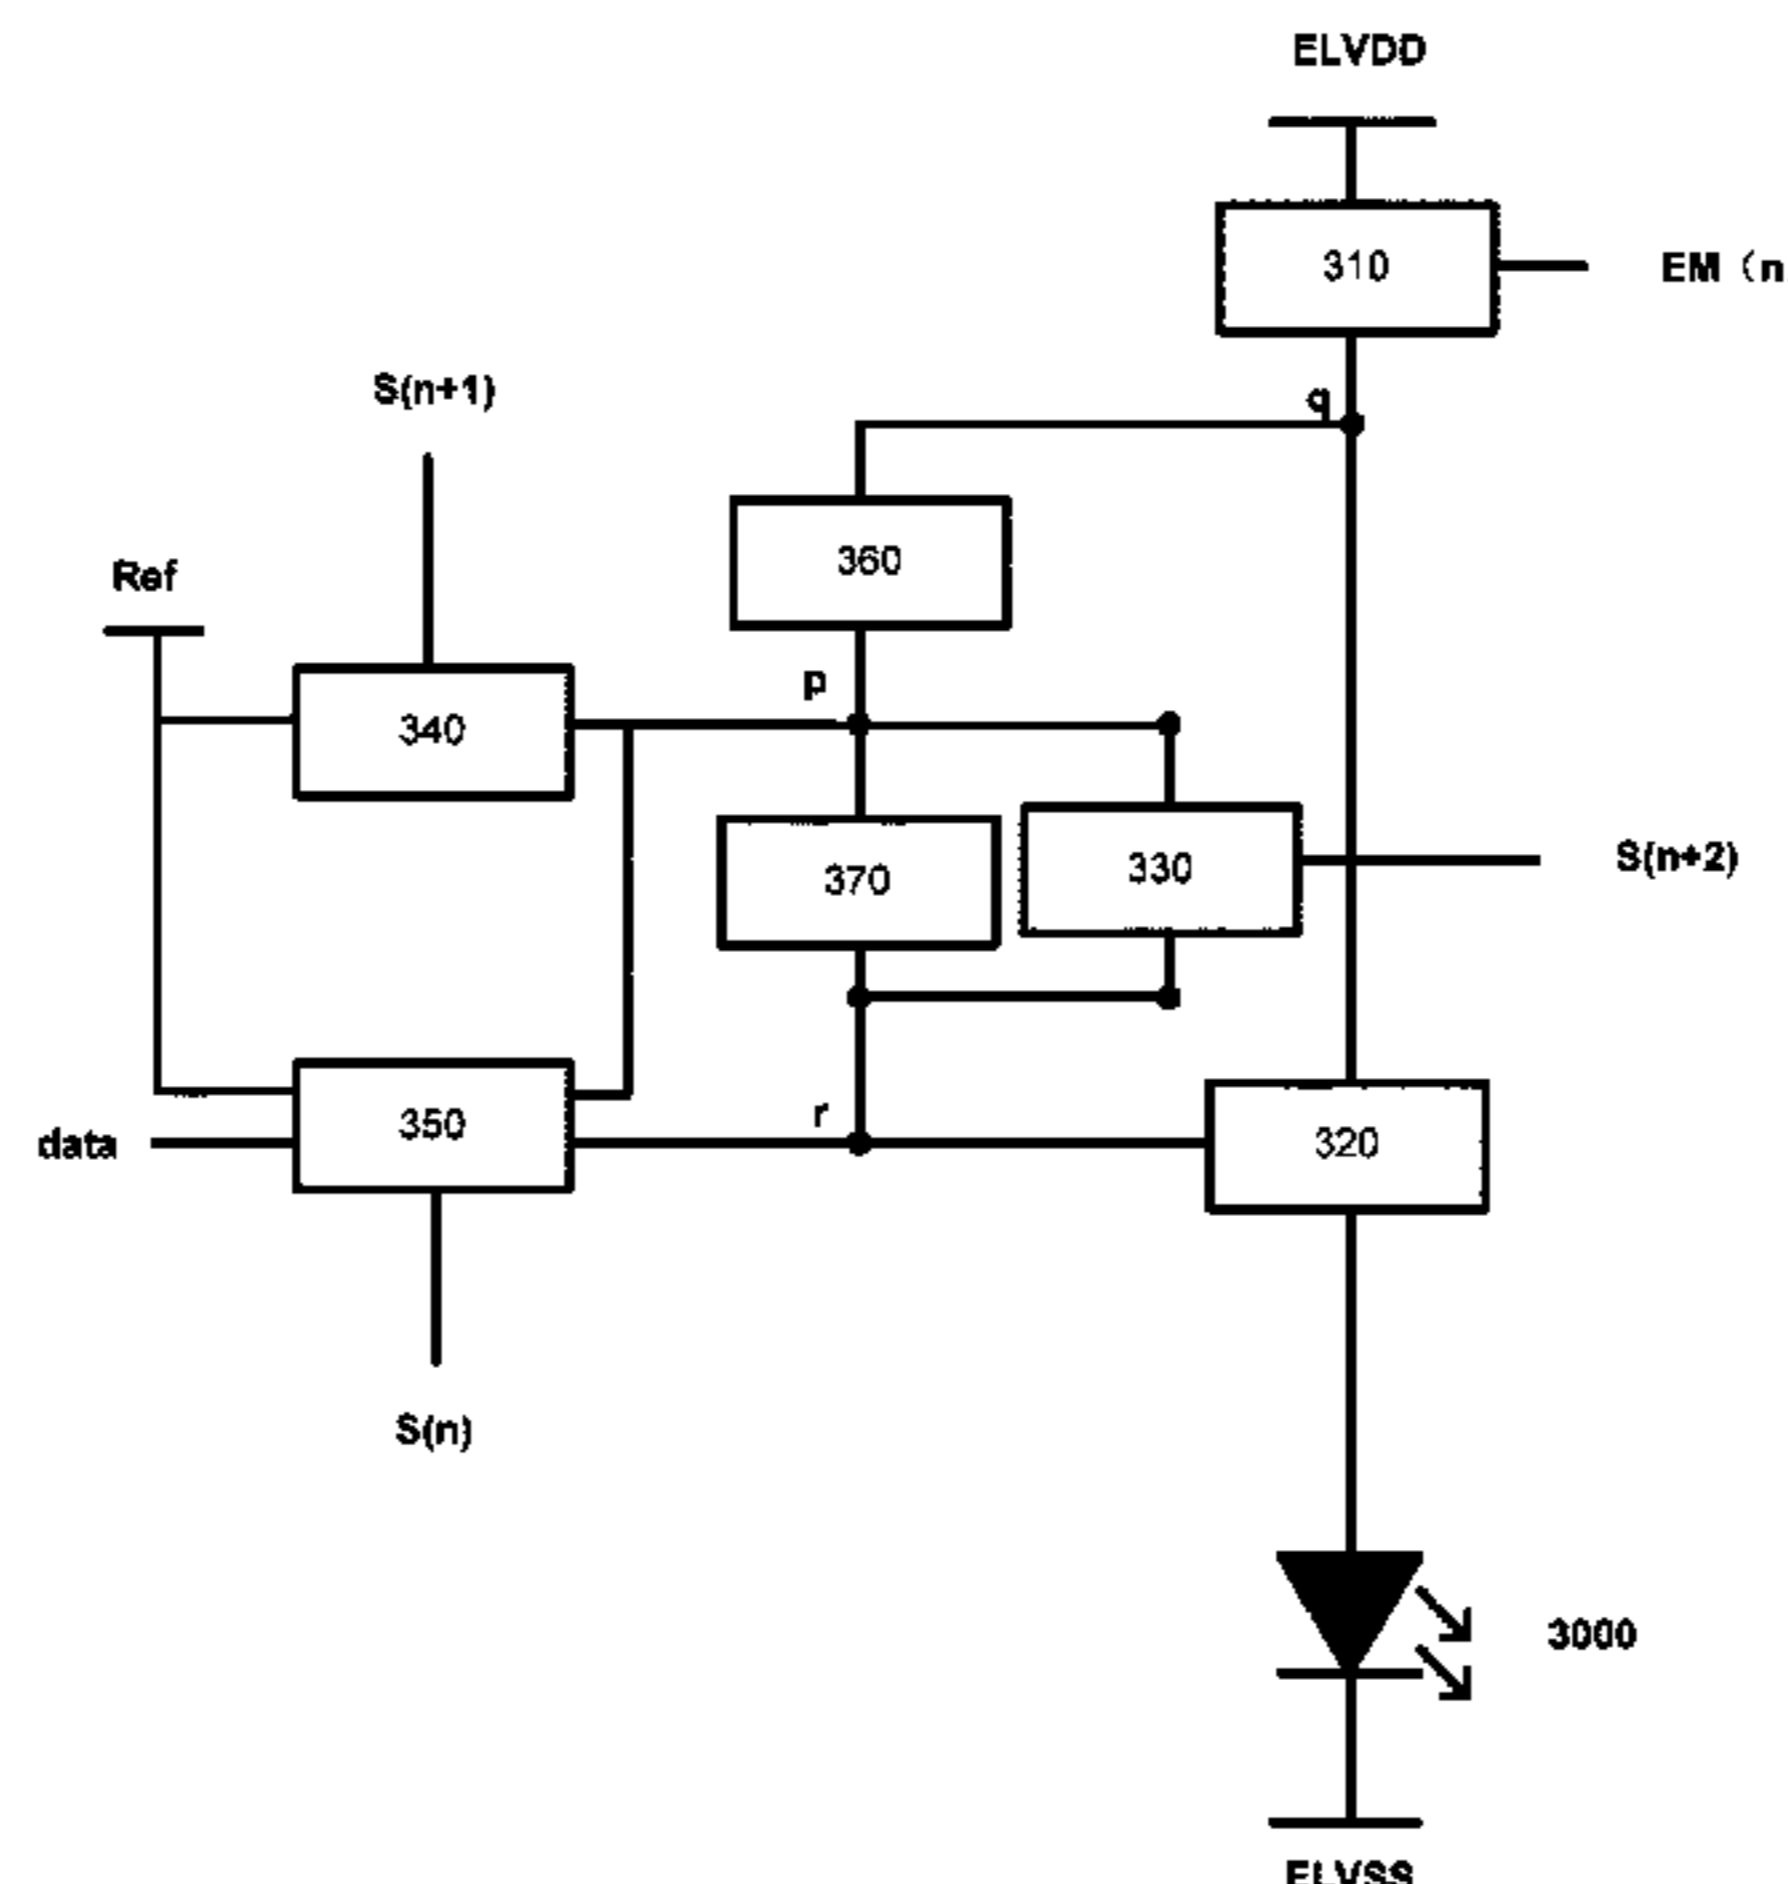 ELVDD
310
EM（n
S(n+1)
q
360
Ref
p
340
370
330
S(n+2)
350
r
data
320
S(n)
3000
ELVSS